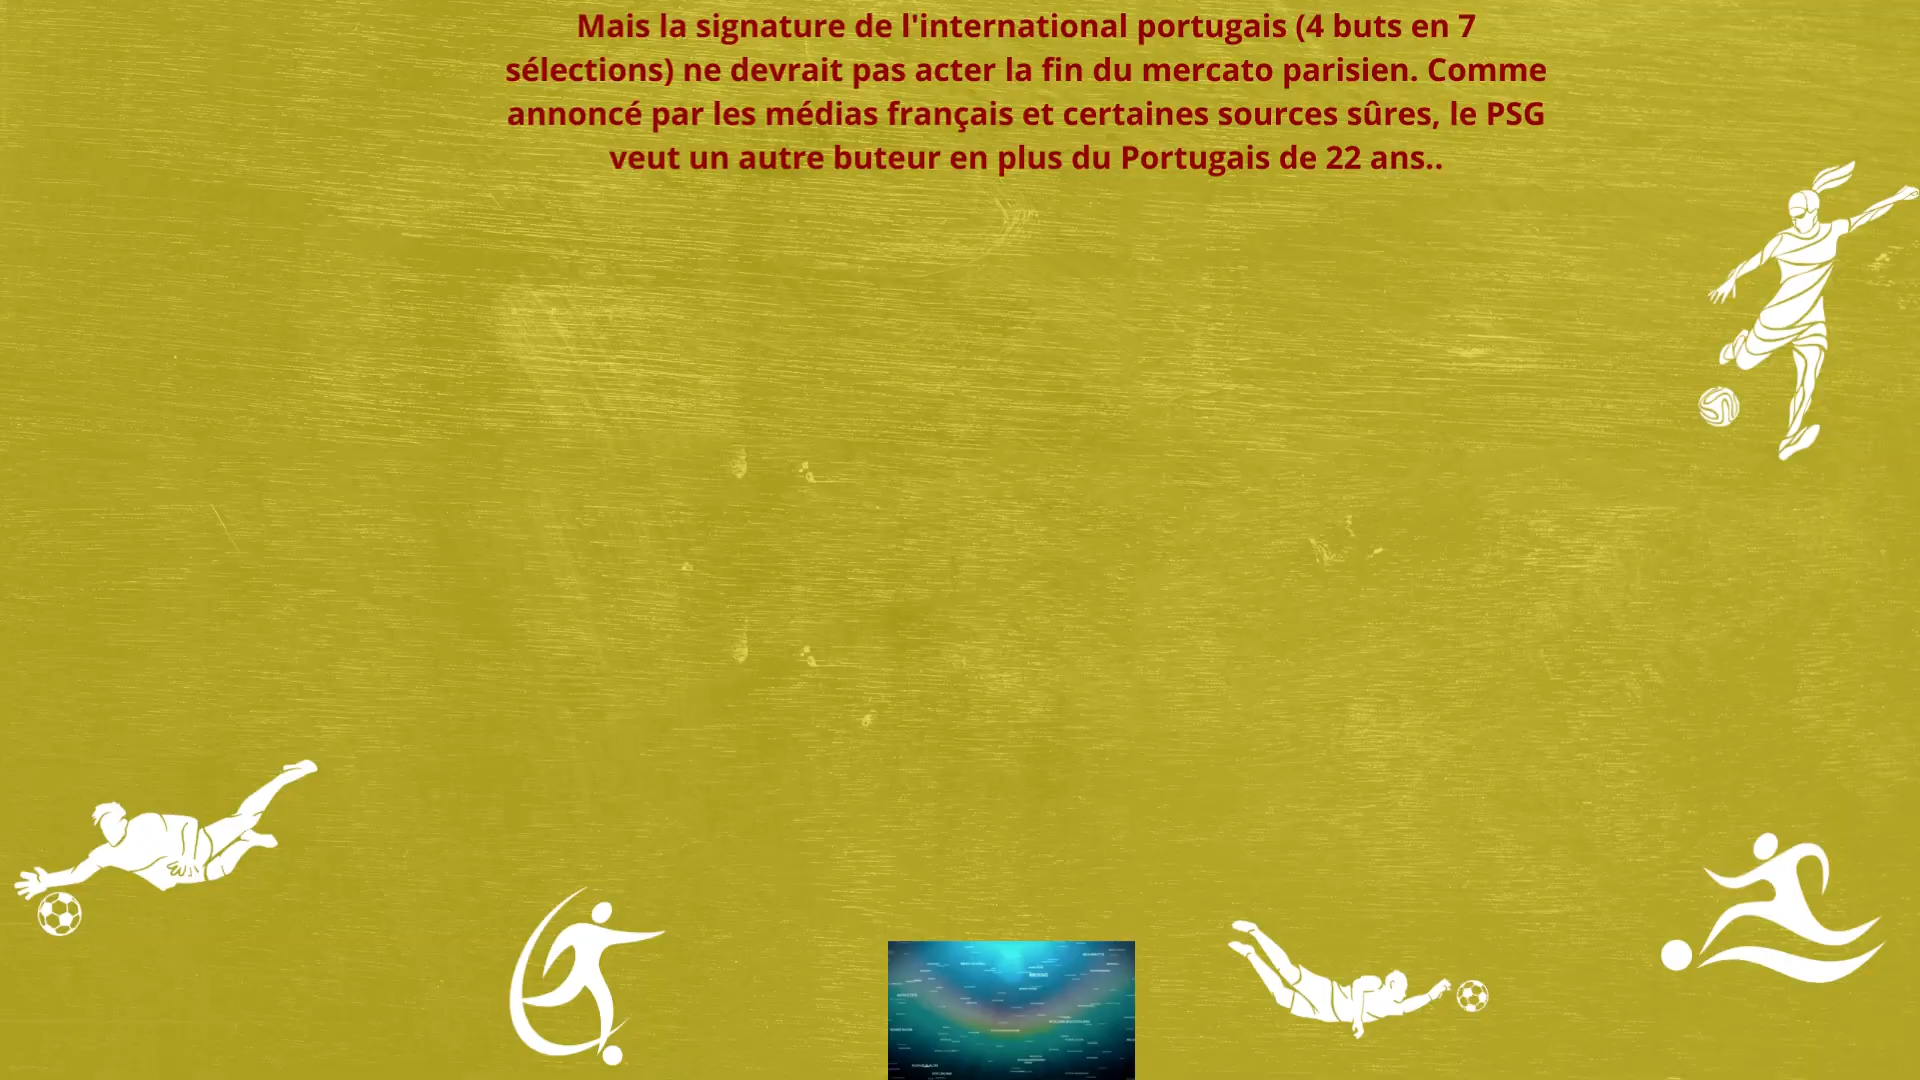 Mais la signature de l'international portugais (4 buts en 7
sélections) ne devrait pas acter la fin du mercato parisien. Comme
annoncé par les médias français et certaines sources sûres, le PSG
veut un autre buteur en plus du Portugais de 22 ans..